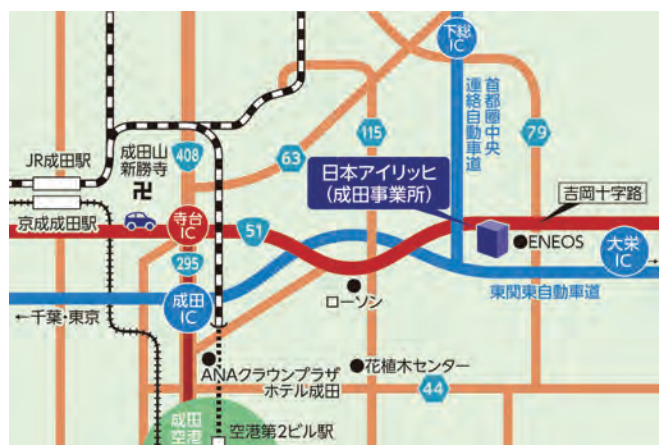 下総
IC
首都圏中央
連絡自動車道
JR成田駅
成田山
新勝寺
卍
408
63
115
79
日本アイリッヒ
（成田事業所）
吉岡十字路
京成成田駅
寺台
IC
51
ENEOS
大栄
IC
→
295
成田
IC
ローソン
東関東自動車道
←千葉・東京
ANAクラウンプラザ
ホテル成田
花植木センター
44
成田
空港
空港第2ビル駅